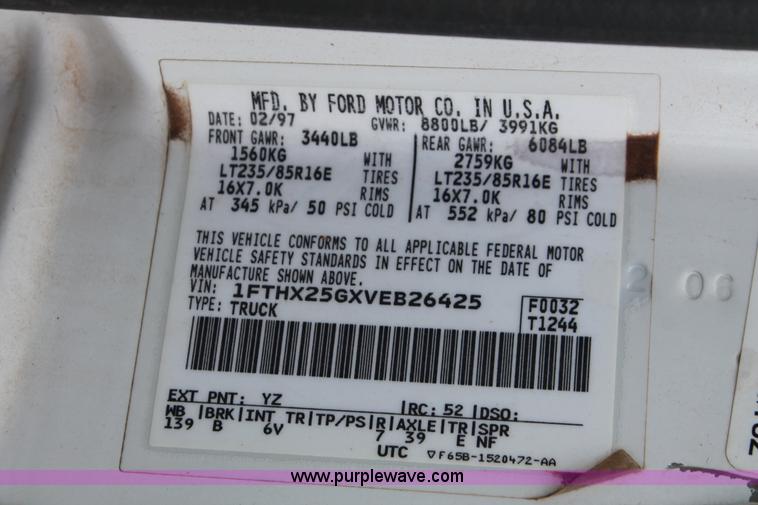 MFD. BY FORD MOTOR CO. IN U.S.A.
DATE: 02/97 GVWR: 8800LB/ 3991KG
FRONT GAWR: 3440LB REAR GAWR: 6084LB
1560KG WITH 2759KG WITH
LT235/85R16E TIRES LT235/85R16E TIRES
16X7.0K RIMS 16X7.0K RIMS
AT 345 kPa/ 50 PSI COLD AT 552 kPa/ 80 PSI COLD
THIS VEHICLE CONFORMS TO ALL APPLICABLE FEDERAL MOTOR
VEHICLE SAFETY STANDARDS IN EFFECT ON THE DATE OF
MANUFACTURE SHOWN ABOVE.
VIN: 1FTHX25GXVEB26425 F0032
TYPE: TRUCK T1244
EXT PNT: YZ RC: 52 DSO:
WB BRK INT TR TP/PS R AXLE TR SPR
139 B 6V 7 39 E NF
UTC F65B-1520472-AA
2 06
www.purplewave.com